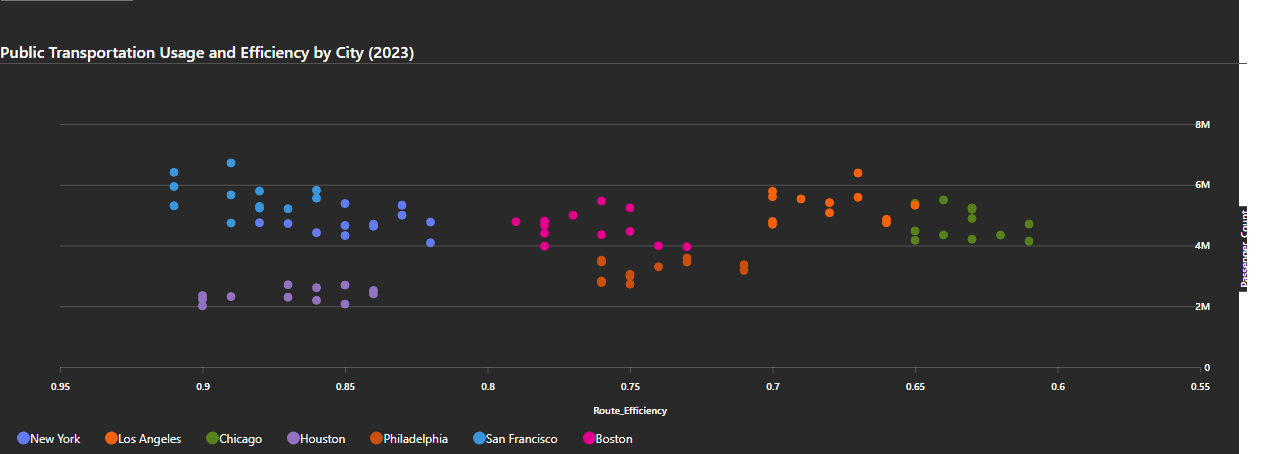 Public Transportation Usage and Efficiency by City (2023)
8M
6M
4M
2M
0
Passenger_Count
0.95 0.9 0.85 0.8 0.75 0.7 0.65 0.6 0.55
Route_Efficiency
New York Los Angeles Chicago Houston Philadelphia San Francisco Boston